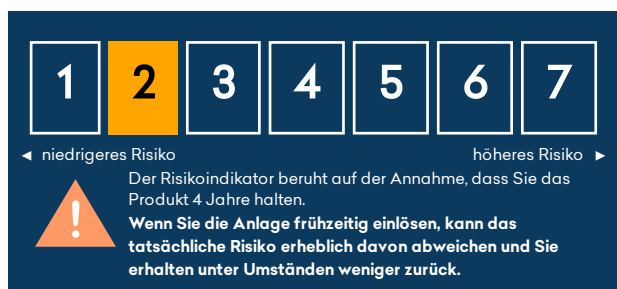 1 2 3 4 5 6 7
◄ niedrigeres Risiko höheres Risiko ►
Der Risikoindikator beruht auf der Annahme, dass Sie das
Produkt 4 Jahre halten.
Wenn Sie die Anlage frühzeitig einlösen, kann das
tatsächliche Risiko erheblich davon abweichen und Sie
erhalten unter Umständen weniger zurück.
!